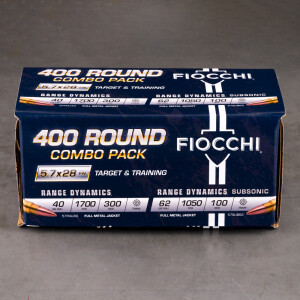 400 ROUND
COMBO PACK
FIOCCHI
5.7x28
TARGET & TRAINING
RANGE DYNAMICS
RANGE DYNAMICS SUBSONIC
40 1700 300
62 1050 100
400 ROUND
COMBO PACK
FIOCCHI
5.7x28
TARGET & TRAINING
RANGE DYNAMICS
RANGE DYNAMICS SUBSONIC
40 1700 300
62 1050 100
FULL METAL JACKET
FULL METAL JACKET